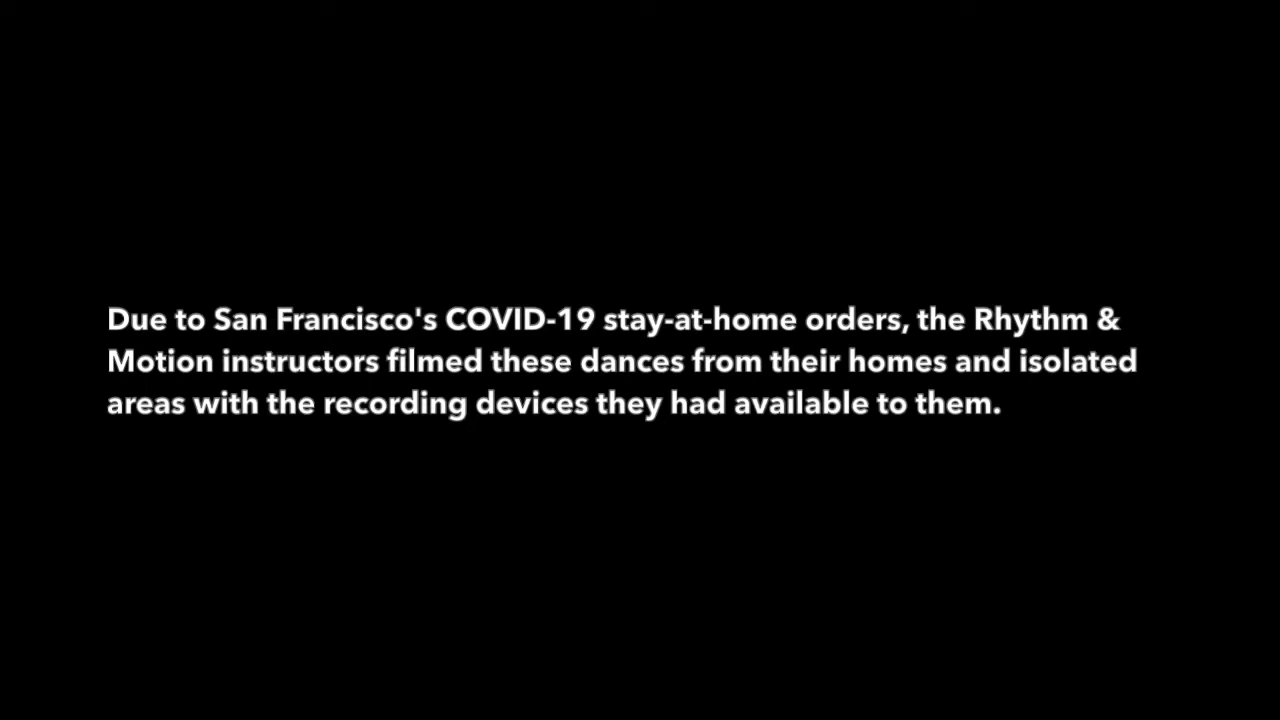 Due to San Francisco's COVID-19 stay-at-home orders, the Rhythm &
Motion instructors filmed these dances from their homes and isolated
areas with the recording devices they had available to them.